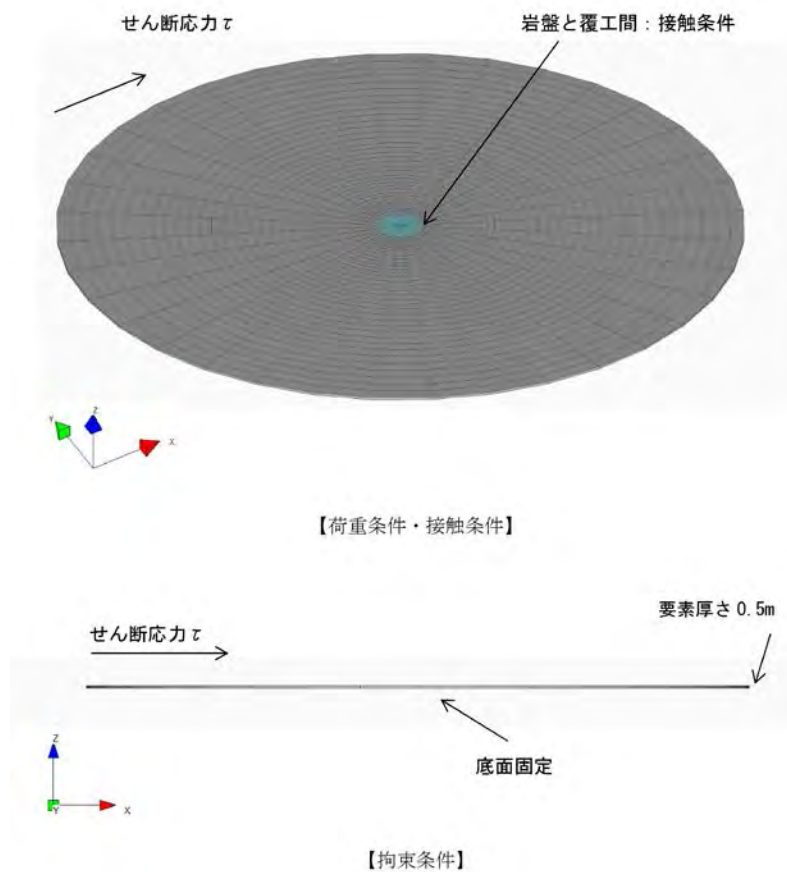 せん断応力τ
岩盤と覆工間：接触条件
Y
Z
X
【荷重条件・接触条件】
要素厚さ0.5m
せん断応力τ
底面固定
Z
Y
X
【拘束条件】